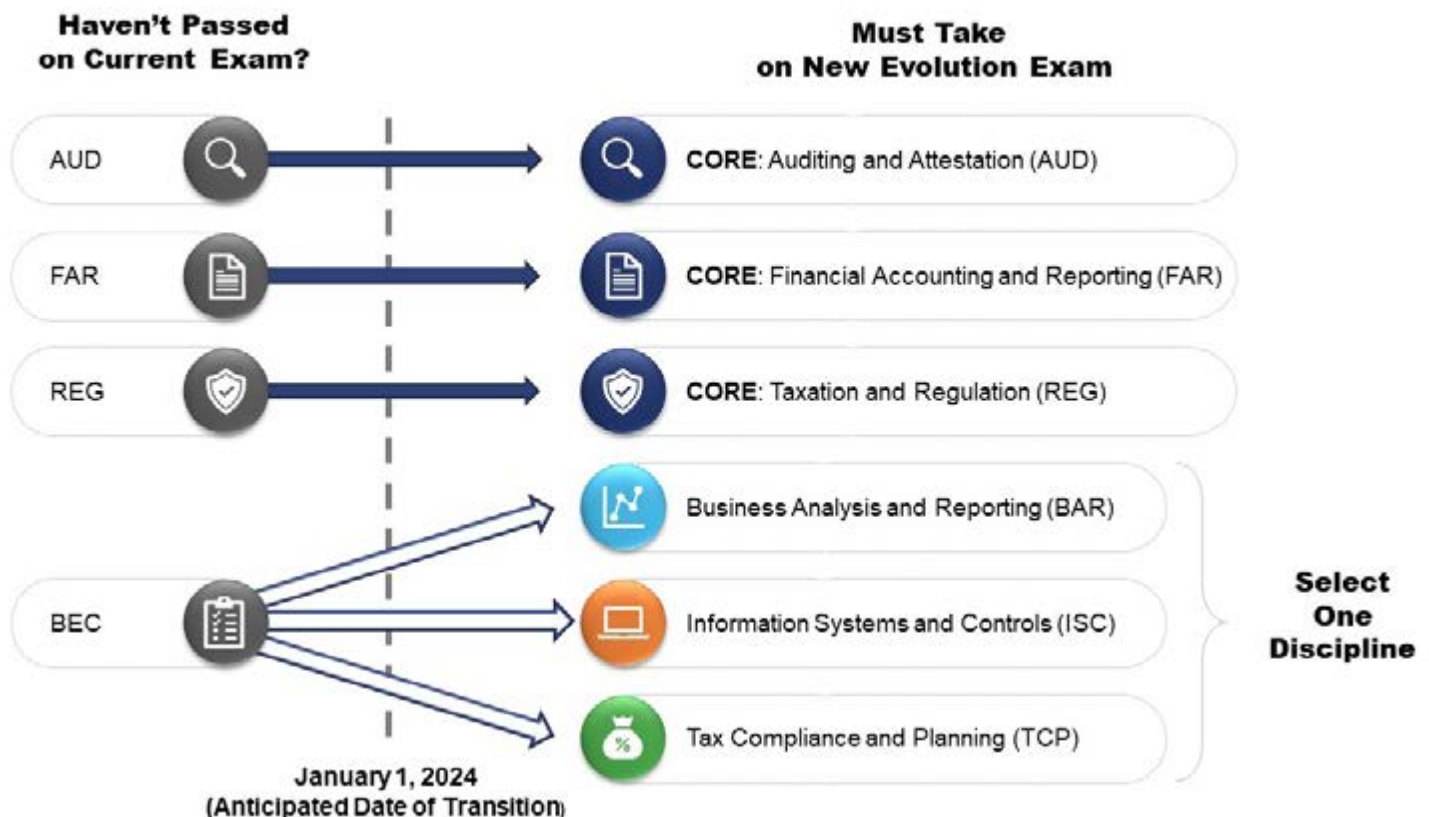 Haven't Passed
on Current Exam?
Must Take
on New Evolution Exam
AUD
CORE: Auditing and Attestation (AUD)
FAR
CORE: Financial Accounting and Reporting (FAR)
REG
CORE: Taxation and Regulation (REG)
Business Analysis and Reporting (BAR)
BEC
Information Systems and Controls (ISC)
Tax Compliance and Planning (TCP)
%
Select
One
Discipline
January 1, 2024
(Anticipated Date of Transition)